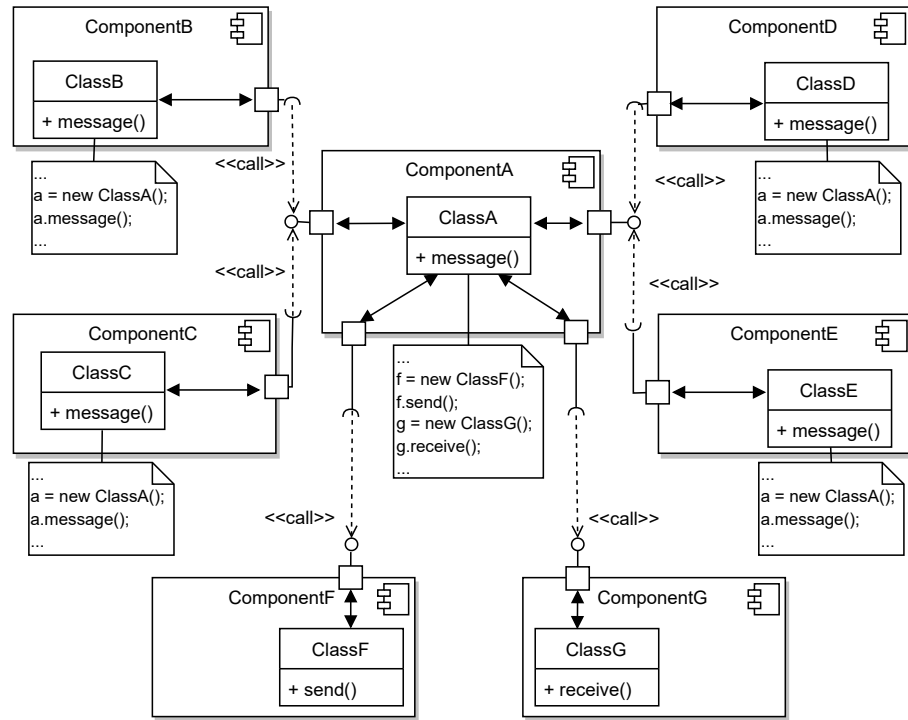 ComponentB
ClassB
+ message()
...
a = new ClassA();
a.message();
...
<<call>>
ComponentD
ClassD
+ message()
...
a = new ClassA();
a.message();
...
<<call>>
ComponentA
ClassA
+ message()
...
f = new ClassF();
f.send();
g = new ClassG();
g.receive();
...
<<call>>
<<call>>
ComponentC
ClassC
+ message()
...
a = new ClassA();
a.message();
...
ComponentE
ClassE
+ message()
...
a = new ClassA();
a.message();
...
<<call>>
<<call>>
ComponentF
ClassF
+ send()
ComponentG
ClassG
+ receive()